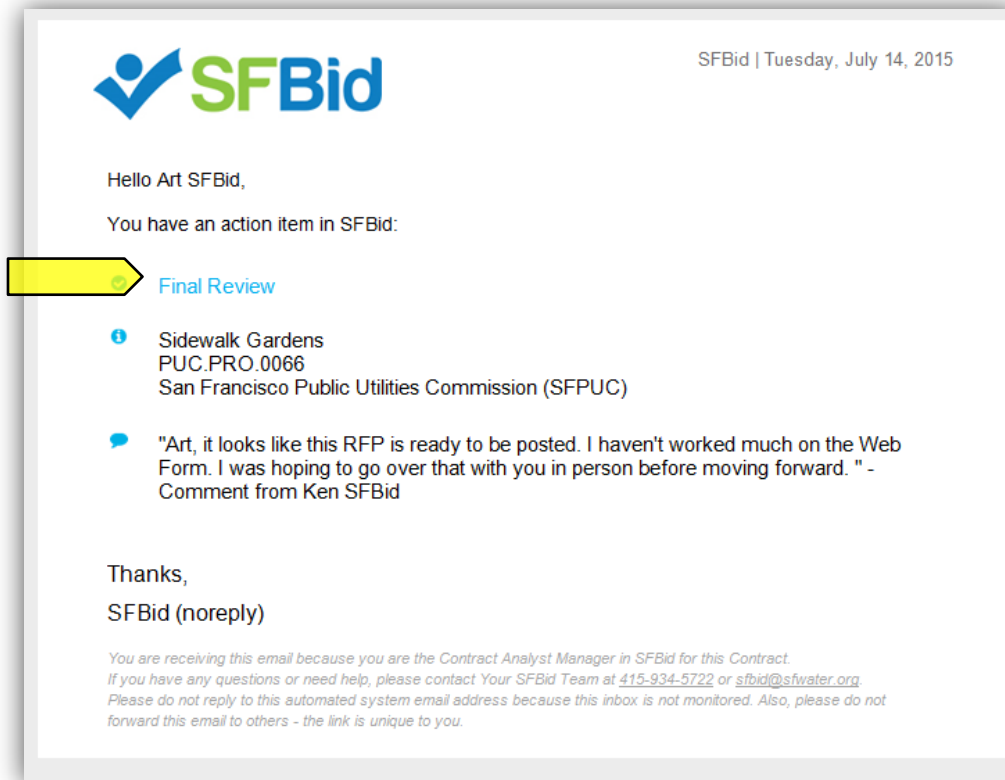 SFBid
SFBid | Tuesday, July 14, 2015
Hello Art SFBid,
You have an action item in SFBid:
Final Review
Sidewalk Gardens
PUC.PRO.0066
San Francisco Public Utilities Commission (SFPUC)
"Art, it looks like this RFP is ready to be posted. I haven't worked much on the Web
Form. I was hoping to go over that with you in person before moving forward. " -
Comment from Ken SFBid
Thanks,
SFBid (noreply)
You are receiving this email because you are the Contract Analyst Manager in SFBid for this Contract.
If you have any questions or need help, please contact Your SFBid Team at 415-934-5722 or sfbid@sfwater.org.
Please do not reply to this automated system email address because this inbox is not monitored. Also, please do not
forward this email to others - the link is unique to you.